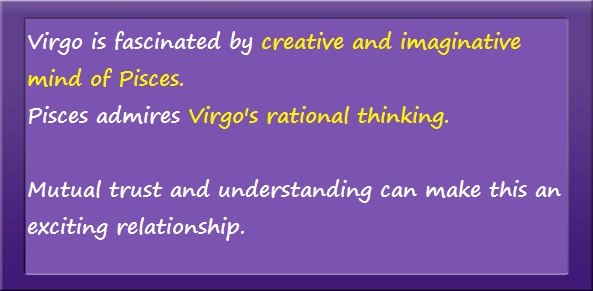 Virgo is fascinated by creative and imaginative
mind of Pisces.
Pisces admires Virgo's rational thinking.
Mutual trust and understanding can make this an
exciting relationship.